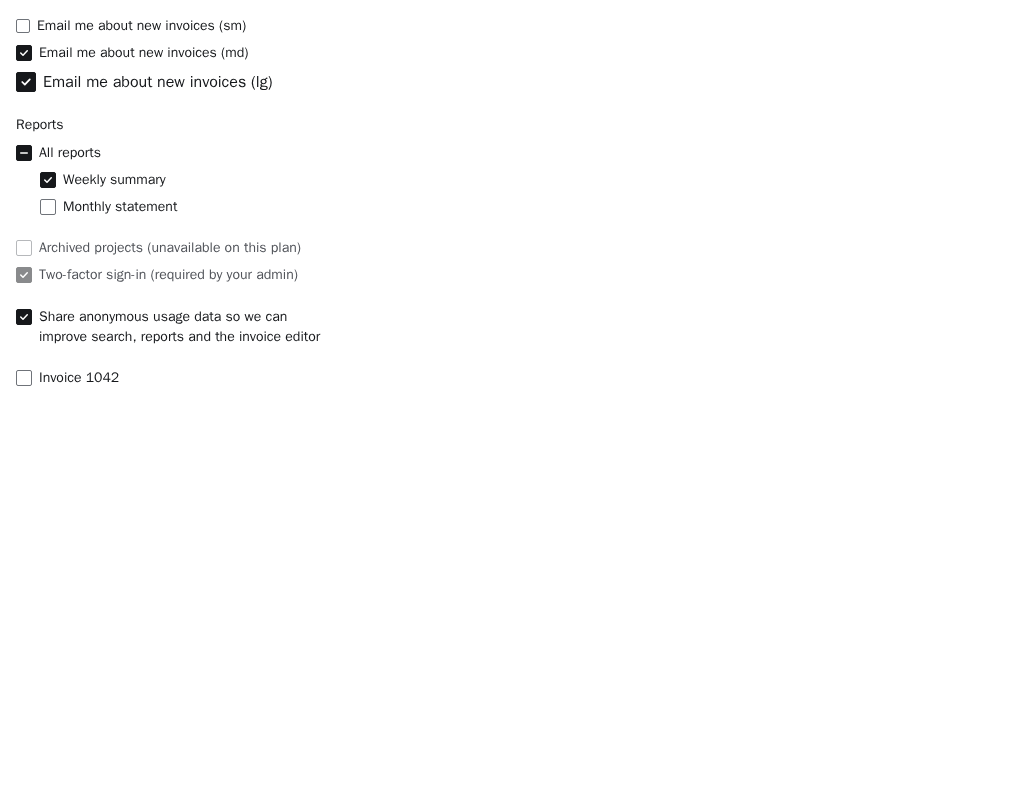 Email me about new invoices (sm)
Email me about new invoices (md)
Email me about new invoices (lg)
Reports
All reports
Weekly summary
Monthly statement
Archived projects (unavailable on this plan)
Two-factor sign-in (required by your admin)
Share anonymous usage data so we can
improve search, reports and the invoice editor
Invoice 1042